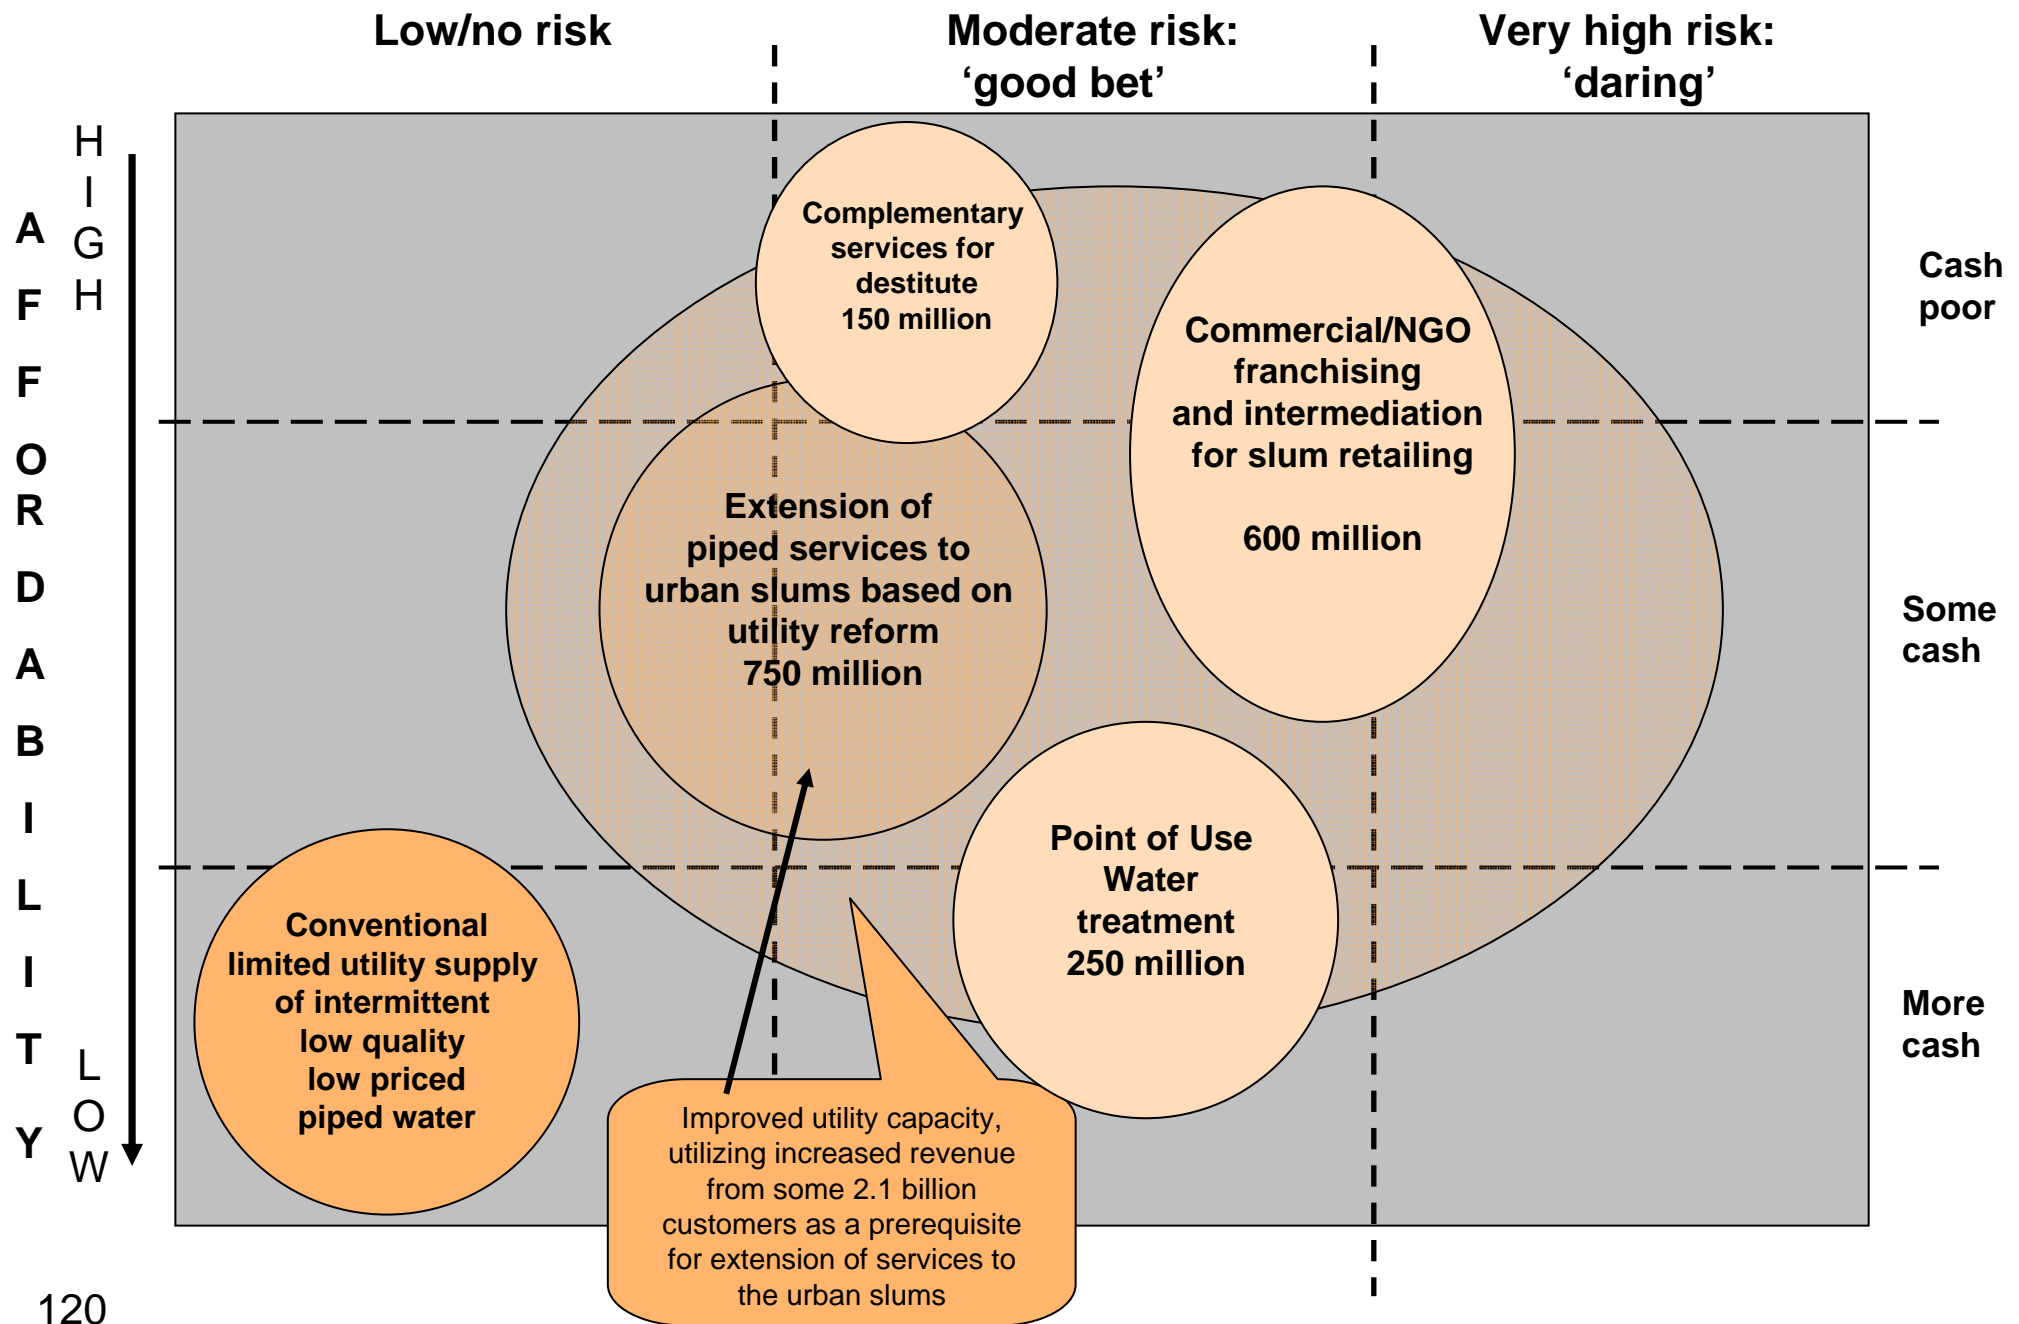 Low/no risk
Moderate risk:
‘good bet’
Very high risk:
‘daring’
AFFORDABILITY
HIGH
LOW
Cash
poor
Some
cash
More
cash
Complementary
services for
destitute
150 million
Commercial/NGO
franchising
and intermediation
for slum retailing
600 million
Extension of
piped services to
urban slums based on
utility reform
750 million
Point of Use
Water
treatment
250 million
Conventional
limited utility supply
of intermittent
low quality
low priced
piped water
Improved utility capacity,
utilizing increased revenue
from some 2.1 billion
customers as a prerequisite
for extension of services to
the urban slums
120